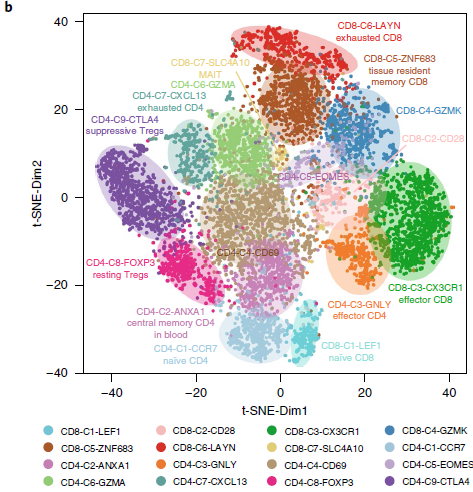 b
CD8-C6-LAYN
exhausted CD8
CD8-C7-SLC4A10
MAIT
CD8-C5-ZNF683
tissue resident
memory CD8
CD4-C6-GZMA
CD4-C7-CXCL13
exhausted CD4
CD8-C4-GZMK
CD4-C9-CTLA4
suppressive Tregs
CD8-C2-CD28
CD4-C5-EOMES
CD4-C4-CD69
CD4-C8-FOXP3
resting Tregs
CD8-C3-CX3CR1
effector CD8
CD4-C3-GNLY
effector CD4
CD4-C2-ANXA1
central memory CD4
in blood
CD4-C1-CCR7
naïve CD4
CD8-C1-LEF1
naïve CD8
40
20
0
−20
−40
t-SNE-Dim2
−40 −20 0 20 40
t-SNE-Dim1
CD8-C1-LEF1 CD8-C2-CD28 CD8-C3-CX3CR1 CD8-C4-GZMK
CD8-C5-ZNF683 CD8-C6-LAYN CD8-C7-SLC4A10 CD4-C1-CCR7
CD4-C2-ANXA1 CD4-C3-GNLY CD4-C4-CD69 CD4-C5-EOMES
CD4-C6-GZMA CD4-C7-CXCL13 CD4-C8-FOXP3 CD4-C9-CTLA4